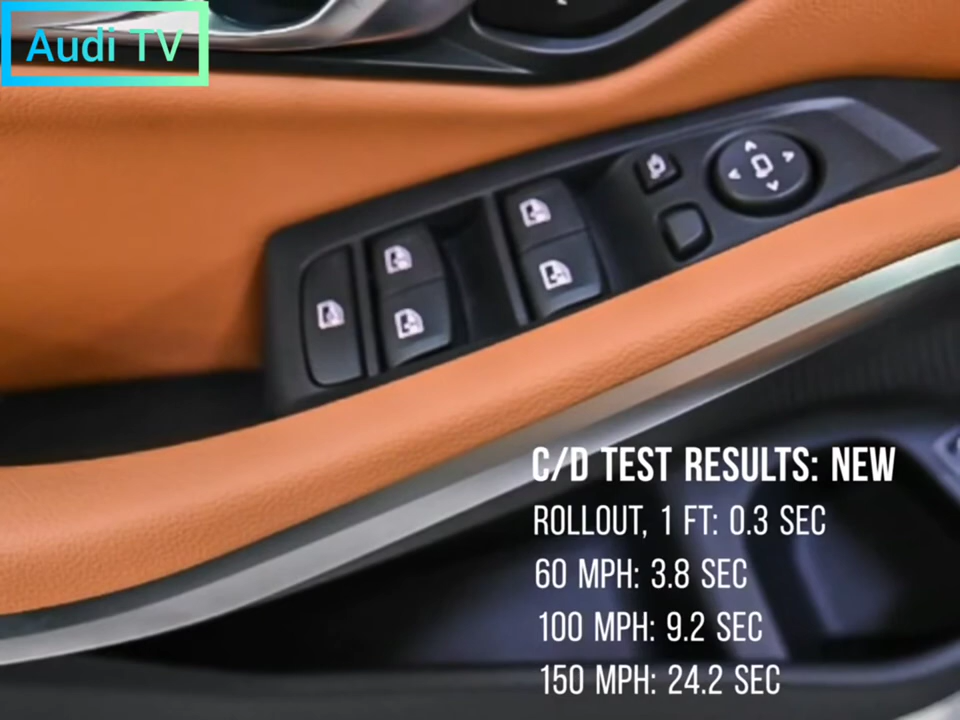 Audi TV
C/D TEST RESULTS: NEW
ROLLOUT, 1 FT: 0.3 SEC
60 MPH: 3.8 SEC
100 MPH: 9.2 SEC
150 MPH: 24.2 SEC